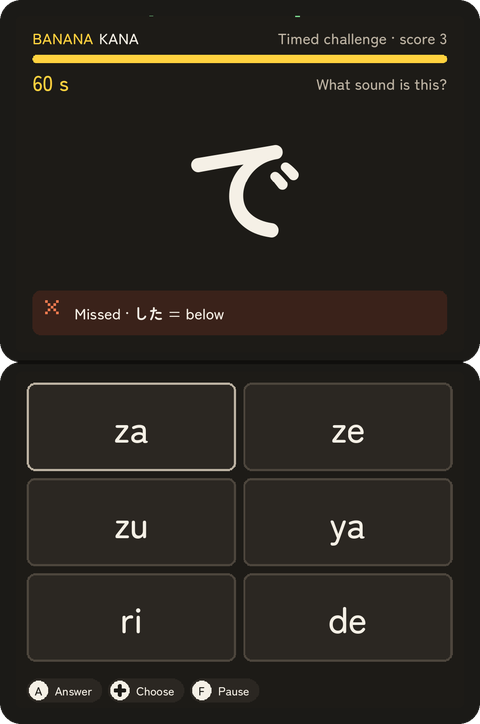 BANANA KANA
Timed challenge · score 3
60 s
What sound is this?
で
Missed · した = below
za
ze
zu
ya
ri
de
A Answer
Choose
F Pause